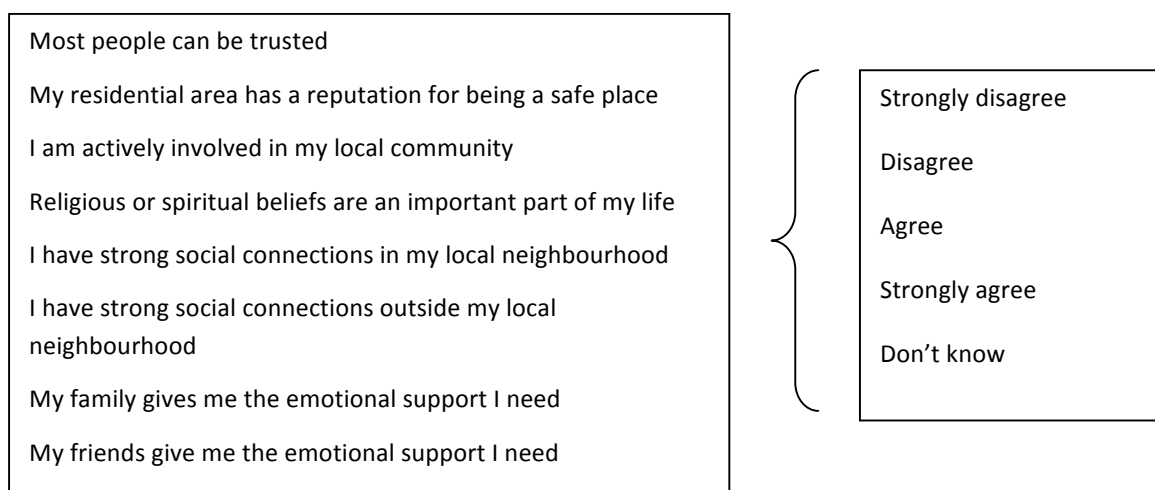 Most people can be trusted
My residential area has a reputation for being a safe place
I am actively involved in my local community
Religious or spiritual beliefs are an important part of my life
I have strong social connections in my local neighbourhood
I have strong social connections outside my local
neighbourhood
My family gives me the emotional support I need
My friends give me the emotional support I need
Strongly disagree
Disagree
Agree
Strongly agree
Don’t know